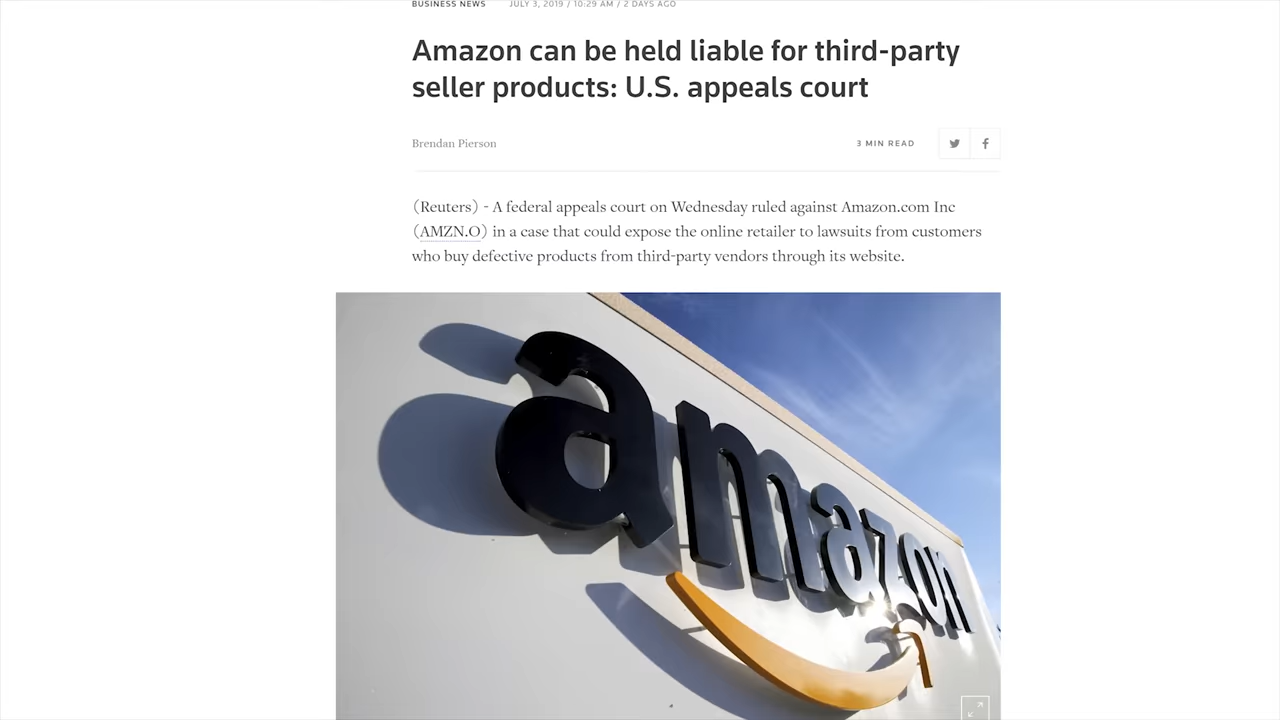 BUSINESS NEWS JULY 3, 2019 / 10:29 AM / 2 DAYS AGO
Amazon can be held liable for third-party
seller products: U.S. appeals court
Brendan Pierson
3 MIN READ
(Reuters) - A federal appeals court on Wednesday ruled against Amazon.com Inc
(AMZN.O) in a case that could expose the online retailer to lawsuits from customers
who buy defective products from third-party vendors through its website.
amazon